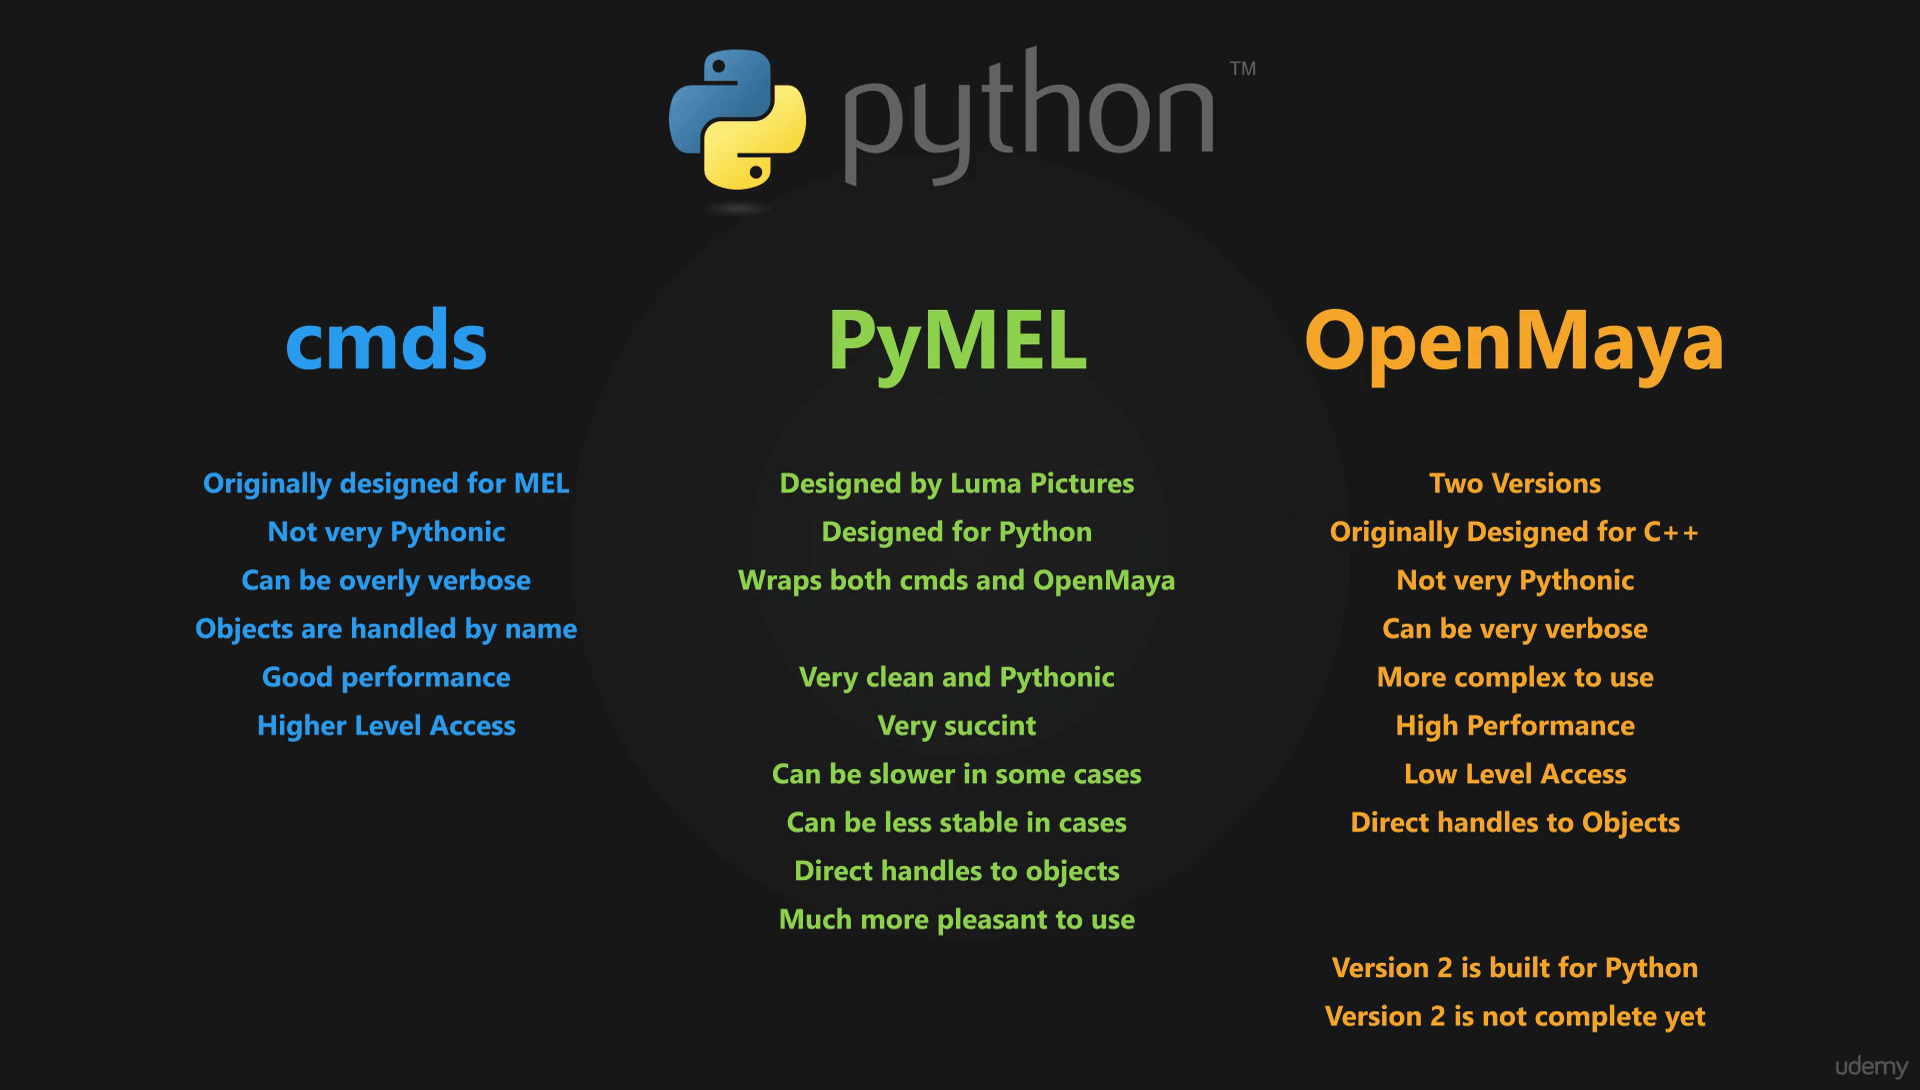 python™
cmds
PyMEL
OpenMaya
Originally designed for MEL
Not very Pythonic
Can be overly verbose
Objects are handled by name
Good performance
Higher Level Access
Designed by Luma Pictures
Designed for Python
Wraps both cmds and OpenMaya
Very clean and Pythonic
Very succint
Can be slower in some cases
Can be less stable in cases
Direct handles to objects
Much more pleasant to use
Two Versions
Originally Designed for C++
Not very Pythonic
Can be very verbose
More complex to use
High Performance
Low Level Access
Direct handles to Objects
Version 2 is built for Python
Version 2 is not complete yet
udemy